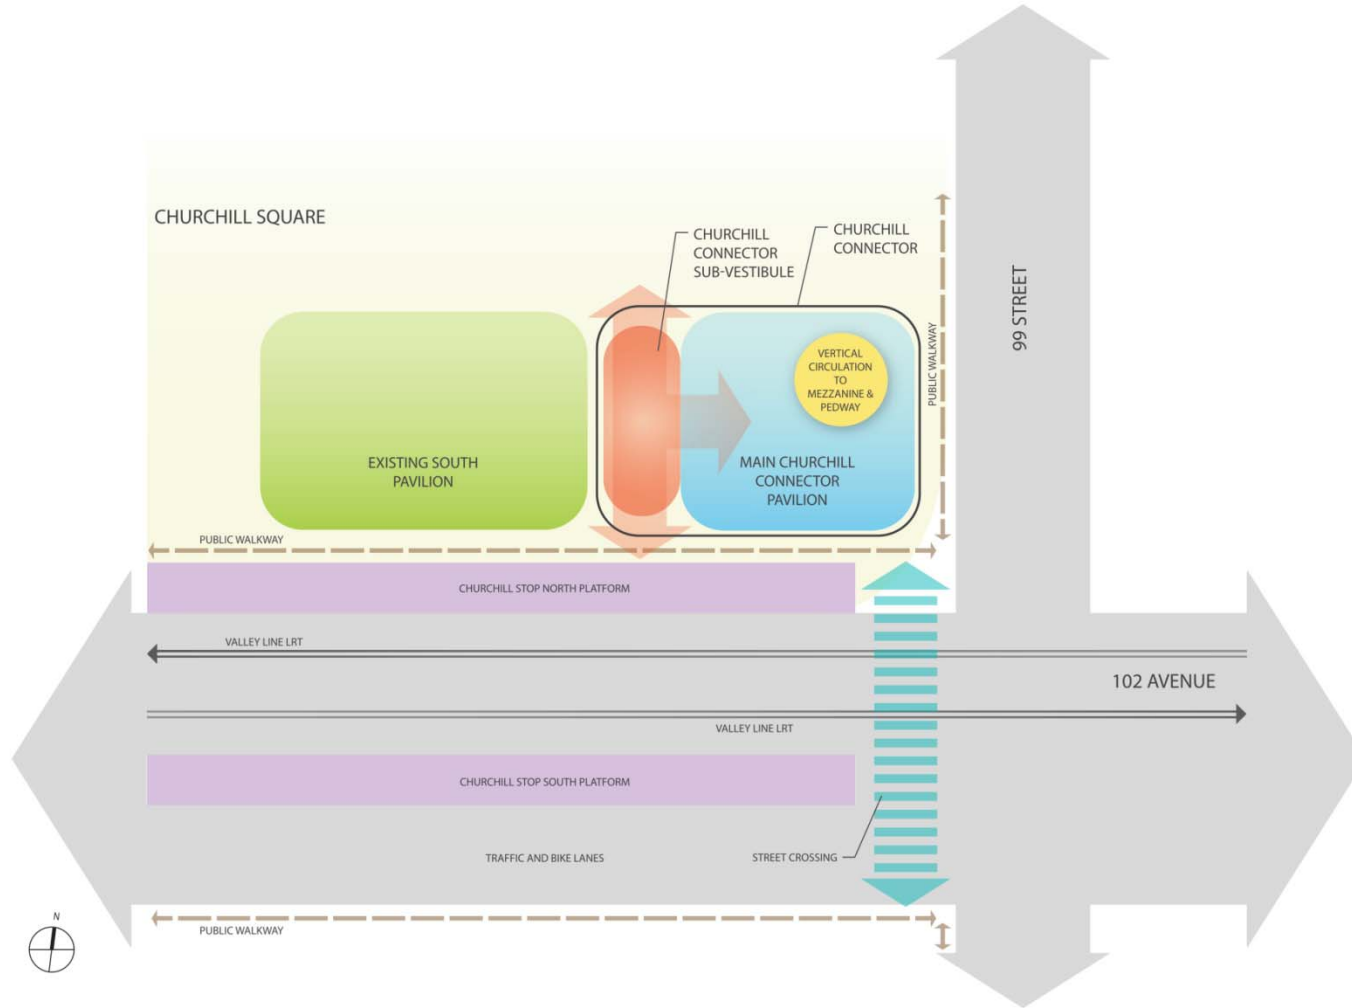 CHURCHILL SQUARE
CHURCHILL
CONNECTOR
SUB-VESTIBULE
CHURCHILL
CONNECTOR
99 STREET
PUBLIC WALKWAY
VERTICAL
CIRCULATION
TO
MEZZANINE &
PEDWAY
EXISTING SOUTH
PAVILION
MAIN CHURCHILL
CONNECTOR
PAVILION
PUBLIC WALKWAY
CHURCHILL STOP NORTH PLATFORM
VALLEY LINE LRT
102 AVENUE
VALLEY LINE LRT
CHURCHILL STOP SOUTH PLATFORM
TRAFFIC AND BIKE LANES
STREET CROSSING
N
PUBLIC WALKWAY